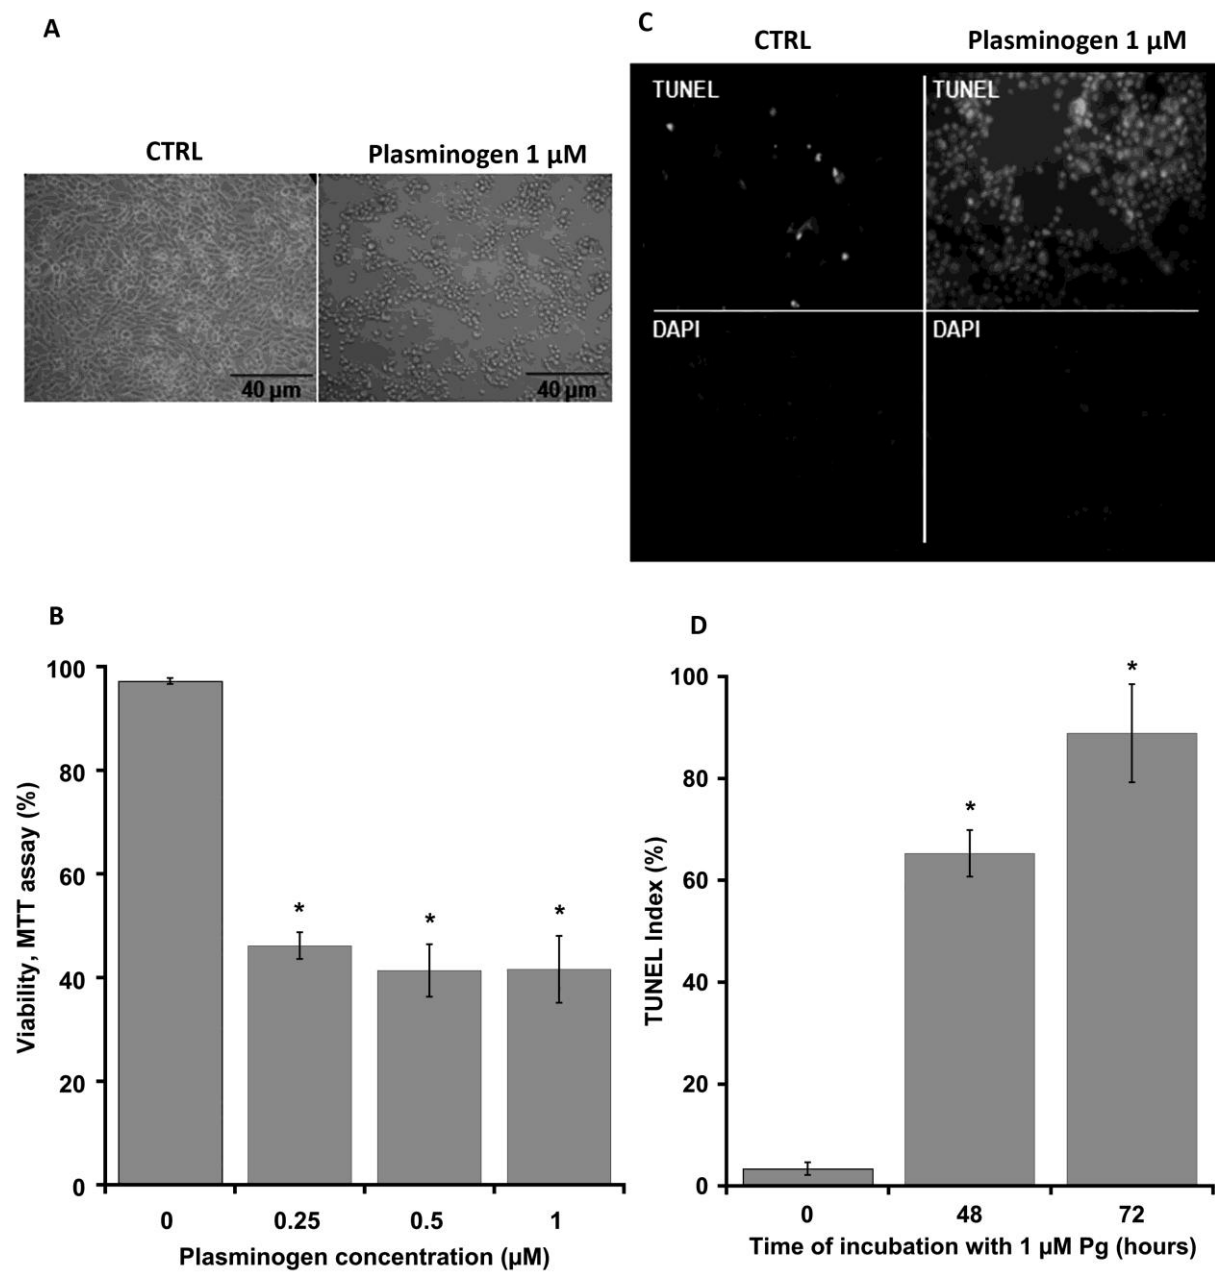 A
CTRL
Plasminogen 1 µM
40 µm
40 µm
C
CTRL
Plasminogen 1 µM
TUNEL
TUNEL
DAPI
DAPI
B
Viability, MTT assay (%)
100
80
60
40
20
0
*
*
*
0
0.25
0.5
1
Plasminogen concentration (µM)
D
TUNEL Index (%)
100
80
60
40
20
0
*
*
0
48
72
Time of incubation with 1 µM Pg (hours)